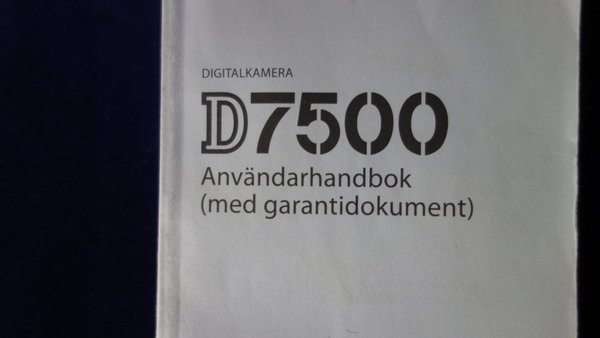 DIGITALKAMERA
D7500
Användarhandbok
(med garantidokument)